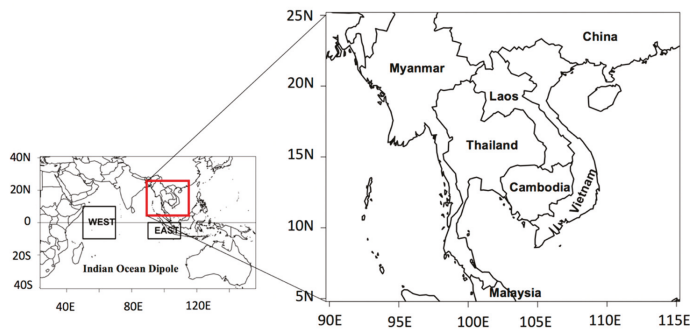 40N
20N
0
20S
40S
WEST
EAST
Indian Ocean Dipole
40E
80E
120E
25N
20N
15N
10N
5N
China
Myanmar
Laos
Thailand
Cambodia
Vietnam
Malaysia
90E
95E
100E
105E
110E
115E